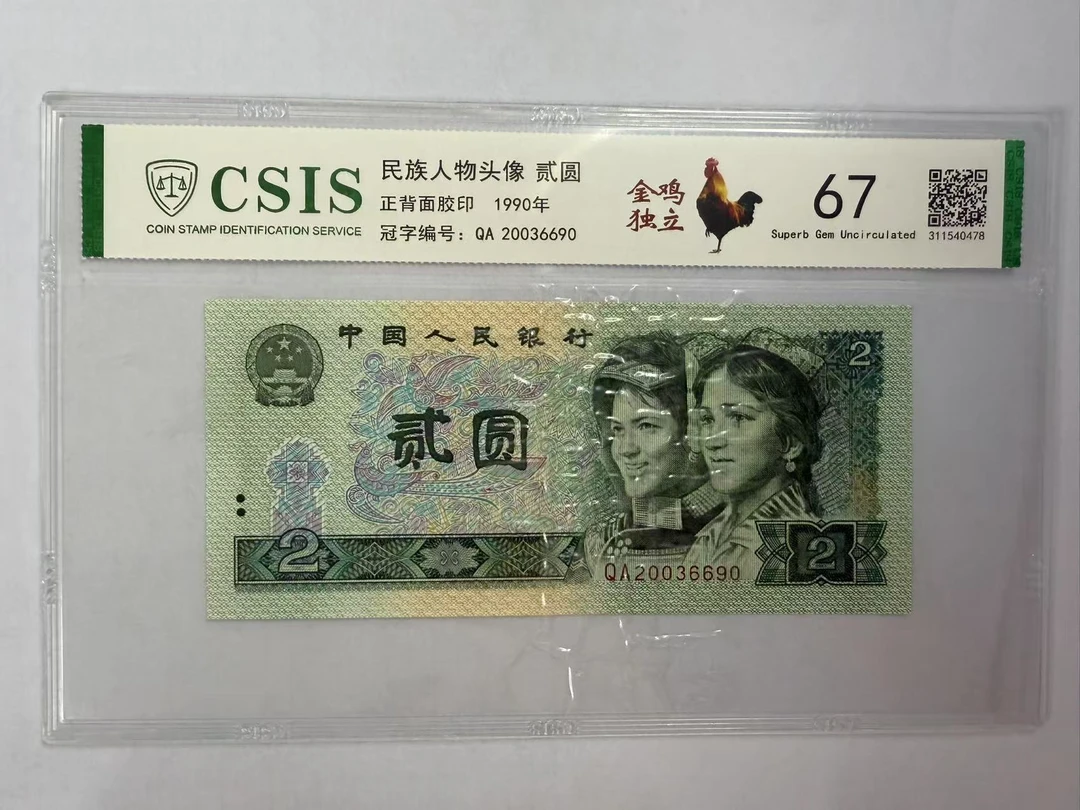 CSIS
COIN STAMP IDENTIFICATION SERVICE
民族人物头像 贰圆
正背面胶印 1990年
冠字编号：QA 20036690
金鸡
独立
67
Superb Gem Uncirculated
311540478
中国人民银行
2
贰圆
2
QA20036690
2